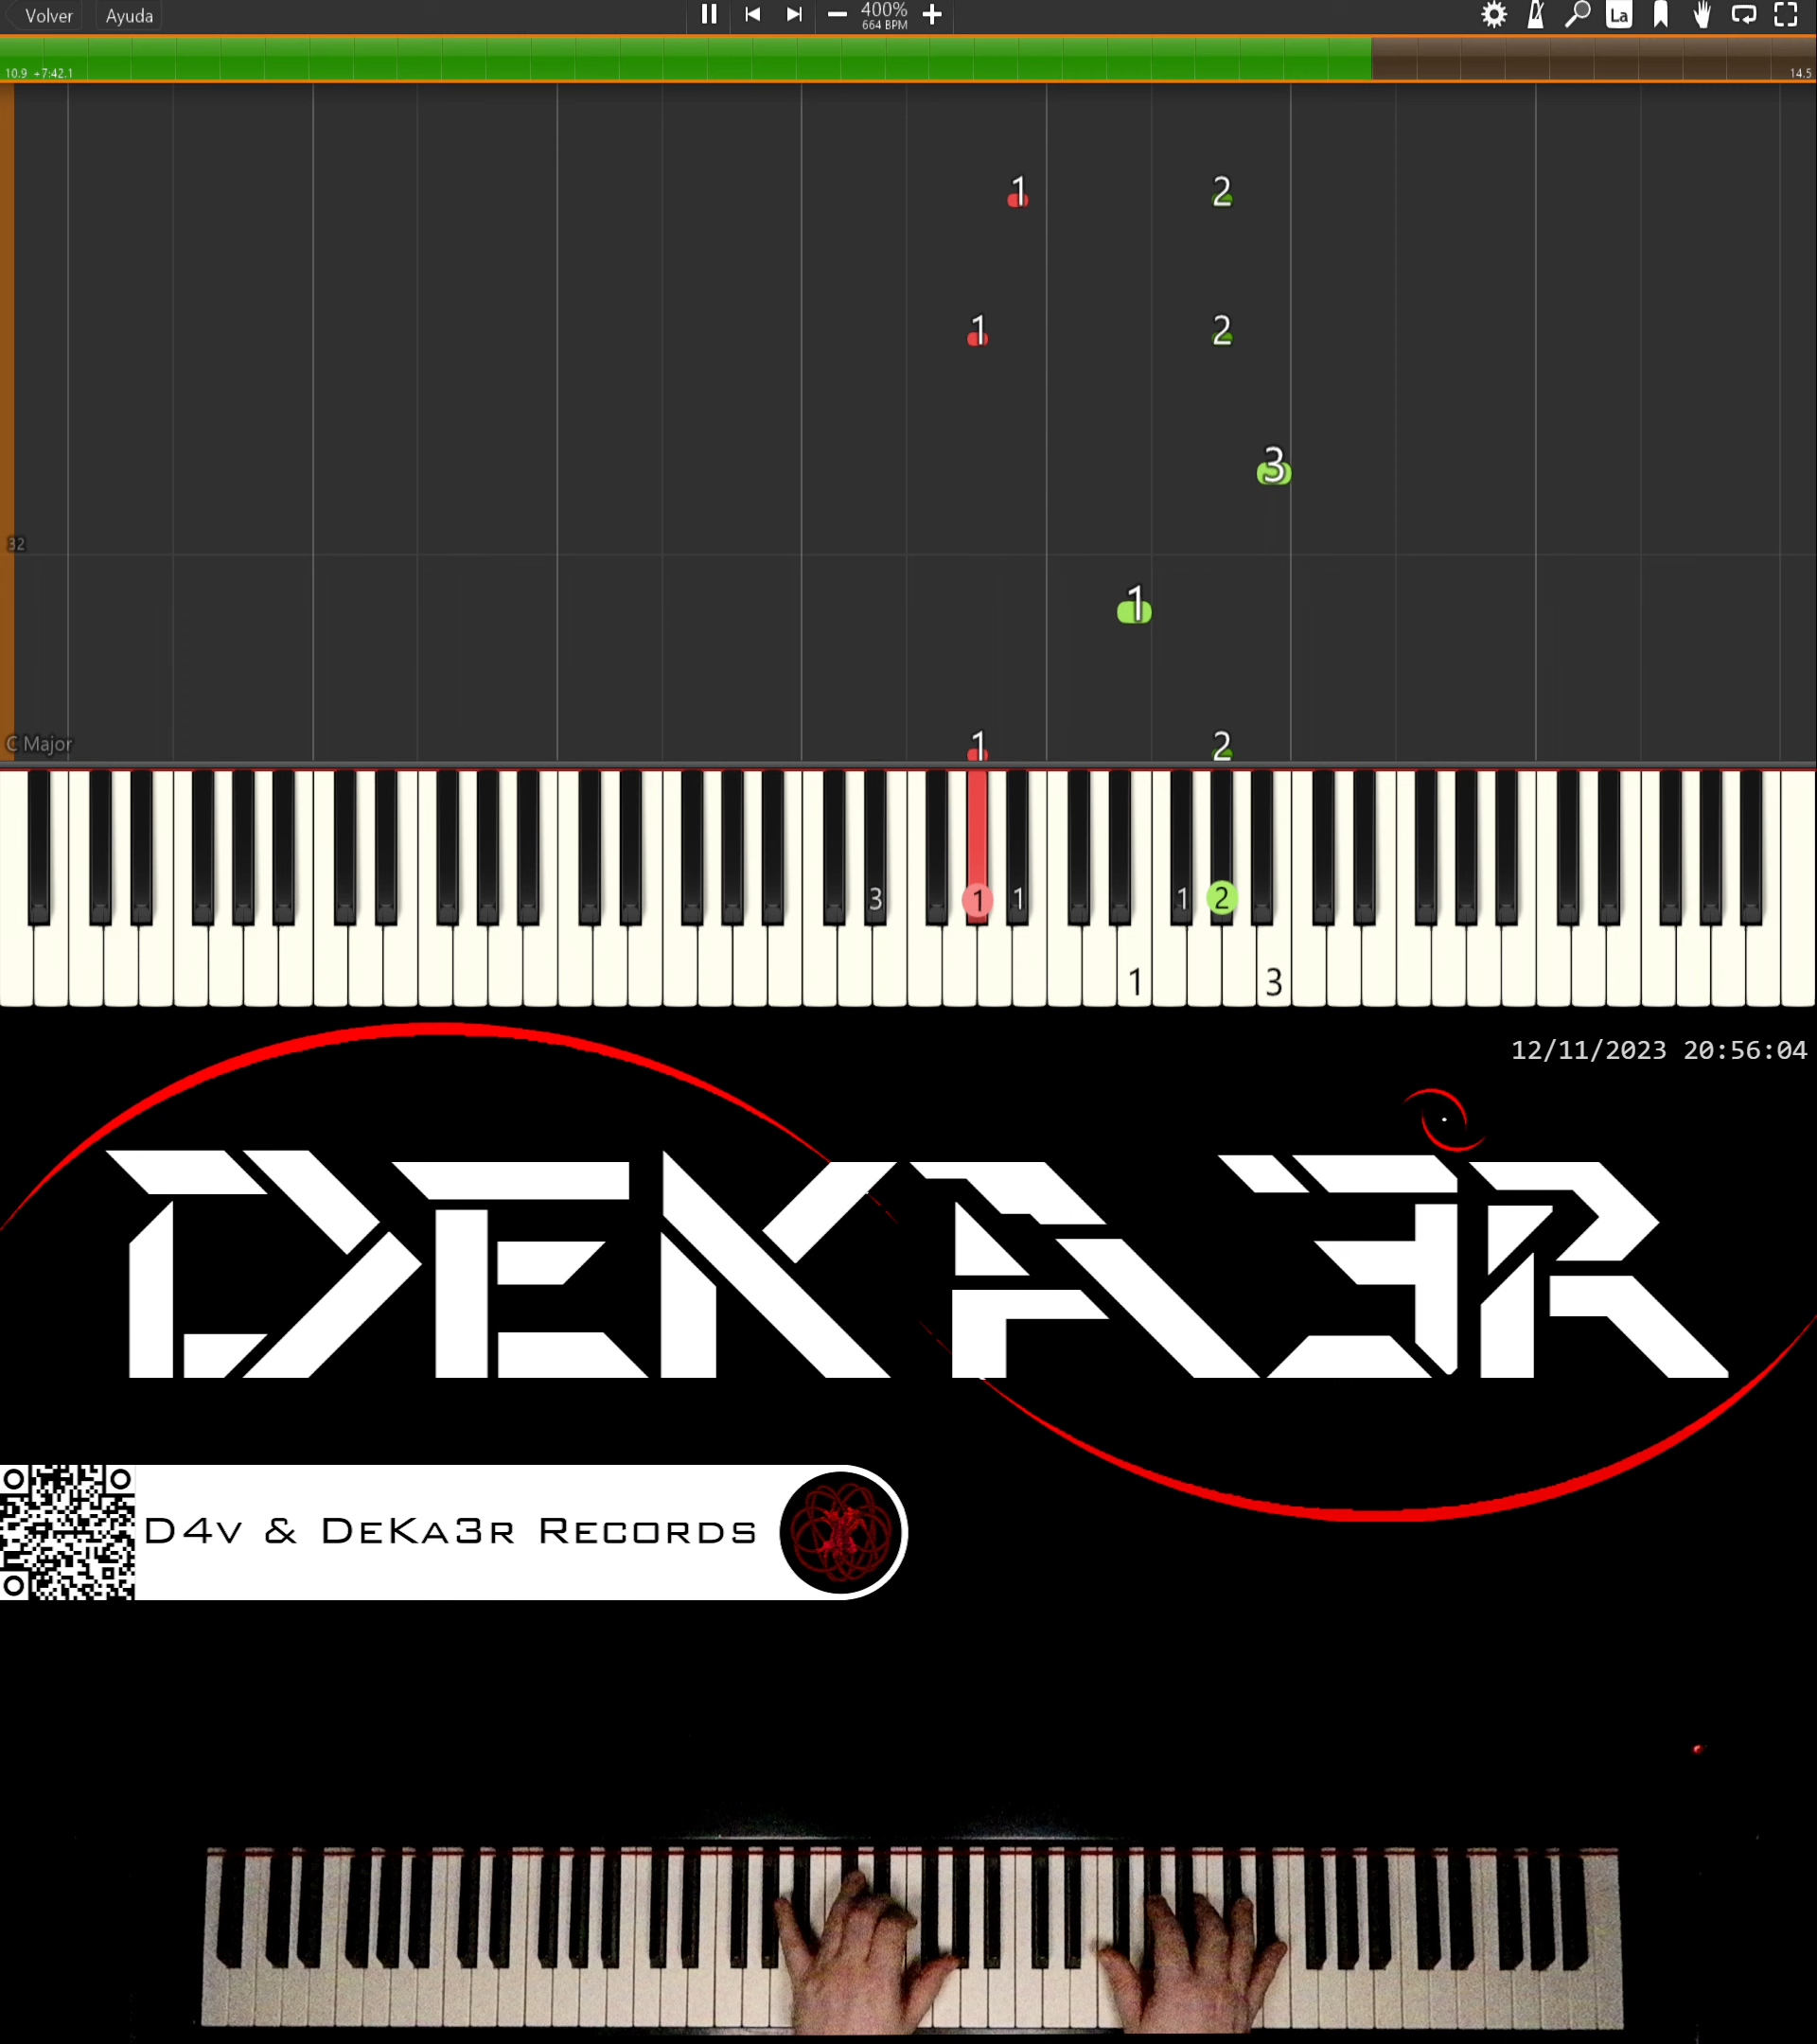 Volver Ayuda 400% La
664 BPM
10.9 +7:42.1 14.5
1 2
1 2
3
32
1
C Major 1 2
3 1 1 1 2
1 3
12/11/2023 20:56:04
DEKA3R
D4v & DeKa3r Records